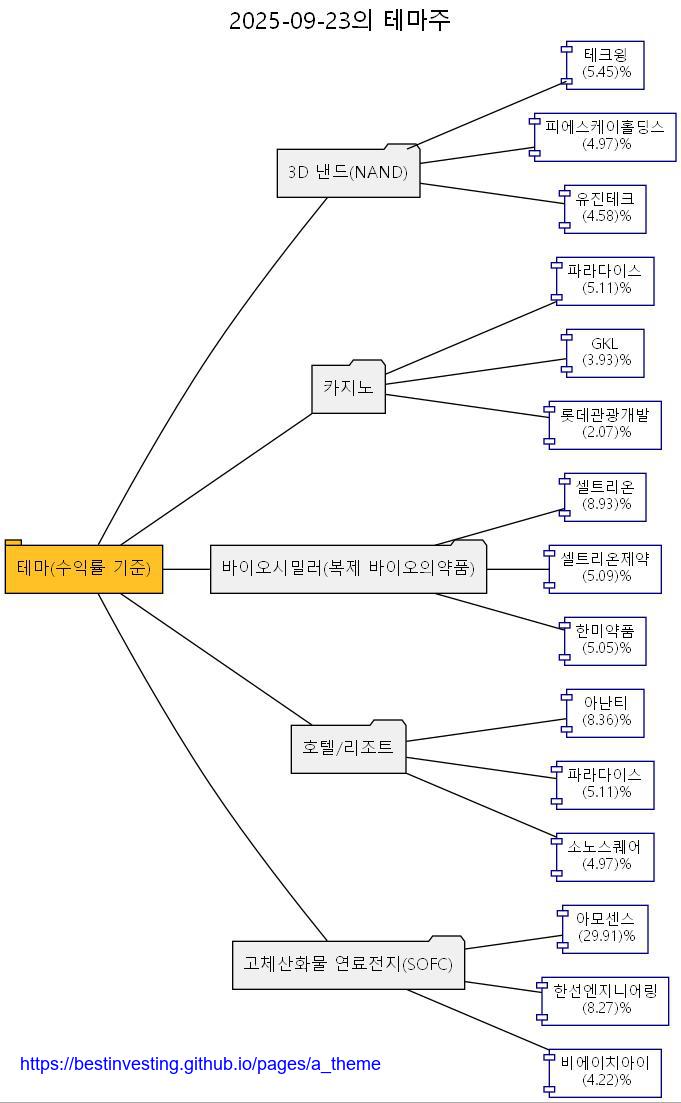 2025-09-23의 테마주
테크윙
(5.45)%
피에스케이홀딩스
(4.97)%
3D 낸드(NAND)
유진테크
(4.58)%
파라다이스
(5.11)%
GKL
(3.93)%
카지노
롯데관광개발
(2.07)%
셀트리온
(8.93)%
테마(수익률 기준)
바이오시밀러(복제 바이오의약품)
셀트리온제약
(5.09)%
한미약품
(5.05)%
아난티
(8.36)%
호텔/리조트
파라다이스
(5.11)%
소노스퀘어
(4.97)%
아모센스
(29.91)%
고체산화물 연료전지(SOFC)
한선엔지니어링
(8.27)%
비에이치아이
(4.22)%
https://bestinvesting.github.io/pages/a_theme